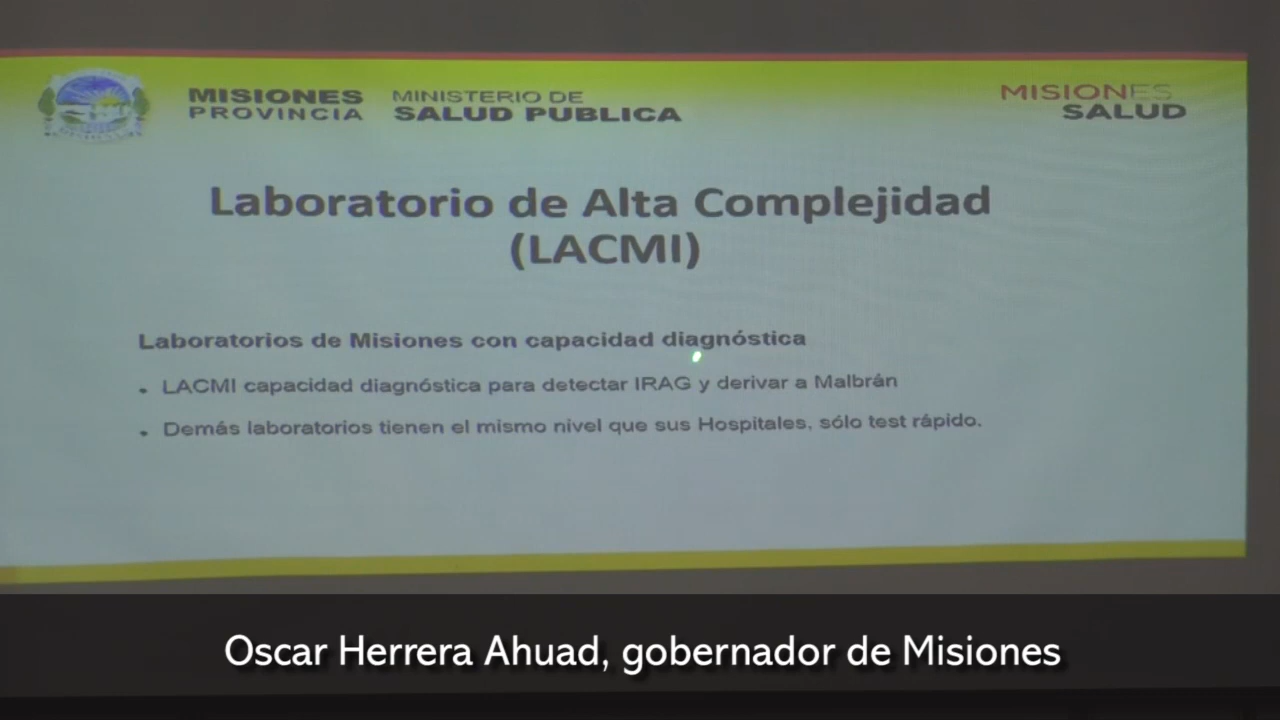 MISIONES
PROVINCIA
MINISTERIO DE
SALUD PUBLICA
MISIONES
SALUD
Laboratorio de Alta Complejidad
(LACMI)
Laboratorios de Misiones con capacidad diagnóstica
• LACMI capacidad diagnóstica para detectar IRAG y derivar a Malbrán
• Demás laboratorios tienen el mismo nivel que sus Hospitales, sólo test rápido.
Oscar Herrera Ahuad, gobernador de Misiones